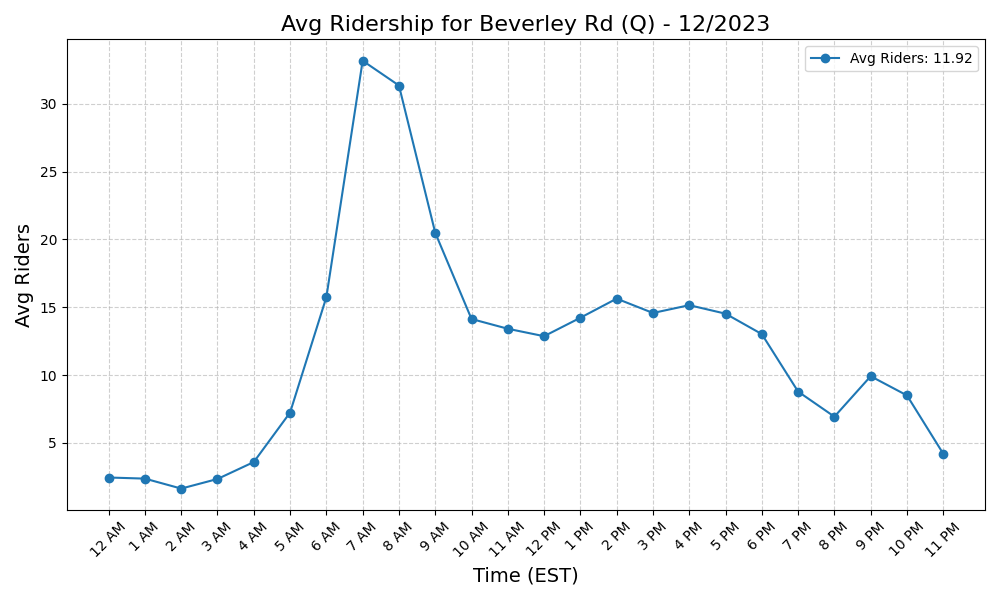 Avg Ridership for Beverley Rd (Q) - 12/2023
Avg Riders: 11.92
30
25
20
15
10
5
Avg Riders
12 AM
1 AM
2 AM
3 AM
4 AM
5 AM
6 AM
7 AM
8 AM
9 AM
10 AM
11 AM
12 PM
1 PM
2 PM
3 PM
4 PM
5 PM
6 PM
7 PM
8 PM
9 PM
10 PM
11 PM
Time (EST)